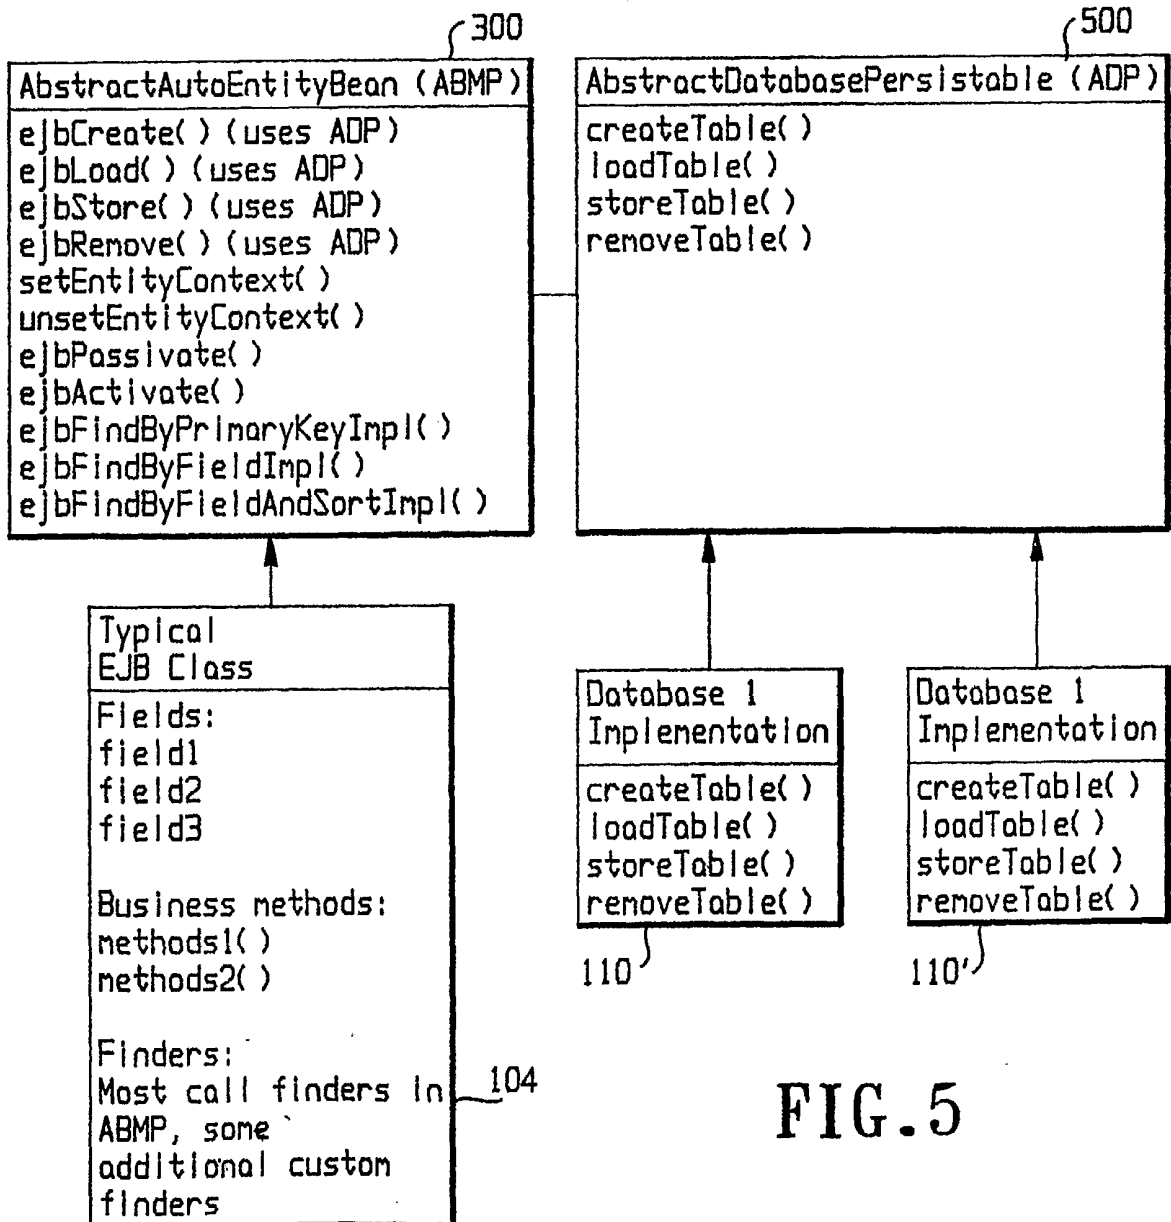 300
AbstractAutoEntityBean (ABMP)
ejbCreate( ) (uses ADP)
ejbLoad( ) (uses ADP)
ejbStore( ) (uses ADP)
ejbRemove( ) (uses ADP)
setEntityContext( )
unsetEntityContext( )
ejbPassivate( )
ejbActivate( )
ejbFindByPrimaryKeyImpl( )
ejbFindByFieldImpl( )
ejbFindByFieldAndSortImpl( )
500
AbstractDatabasePersistable (ADP)
createTable( )
loadTable( )
storeTable( )
removeTable( )
Typical
EJB Class
Fields:
field1
field2
field3
Business methods:
methods1( )
methods2( )
Finders:
Most call finders in
ABMP, some
additional custom
finders
104
Database 1
Implementation
createTable( )
loadTable( )
storeTable( )
removeTable( )
110
Database 1
Implementation
createTable( )
loadTable( )
storeTable( )
removeTable( )
110'
FIG.5